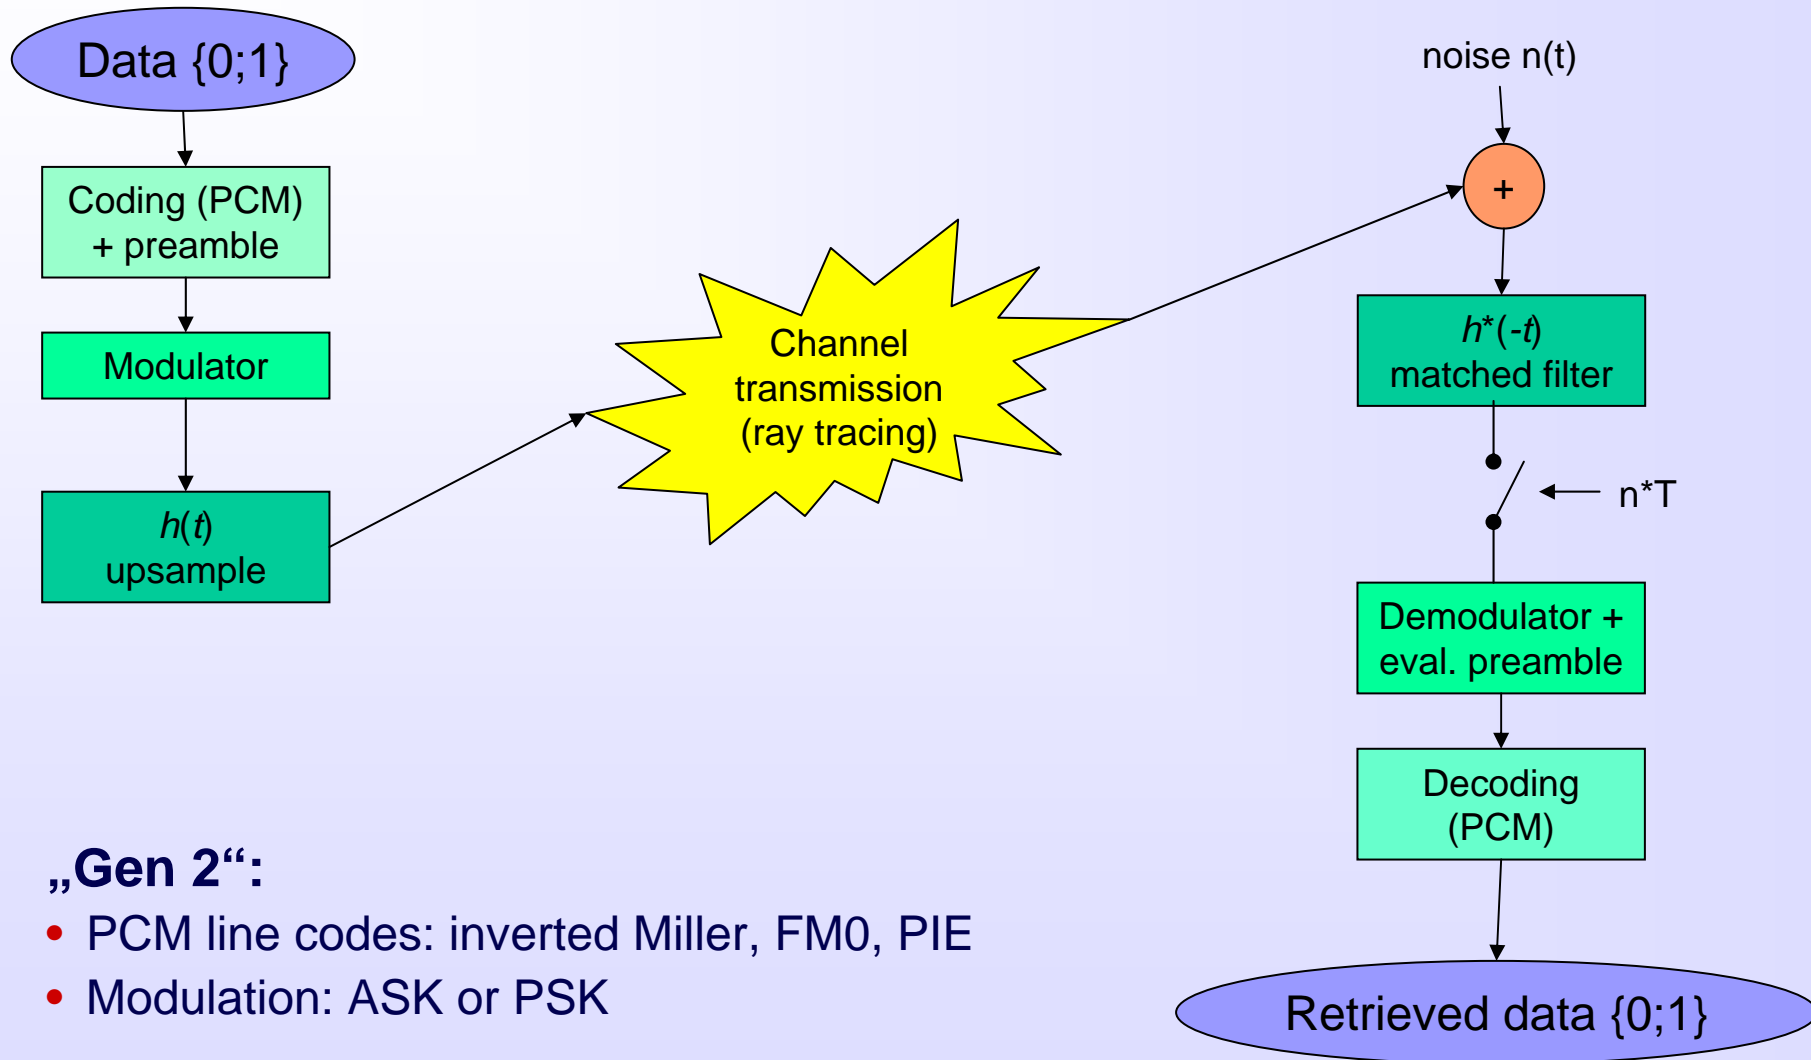 Data {0;1}
Coding (PCM)
+ preamble
Modulator
h(t)
upsample
Channel
transmission
(ray tracing)
noise n(t)
+
h*(-t)
matched filter
n*T
Demodulator +
eval. preamble
Decoding
(PCM)
Retrieved data {0;1}
„Gen 2“:
• PCM line codes: inverted Miller, FM0, PIE
• Modulation: ASK or PSK